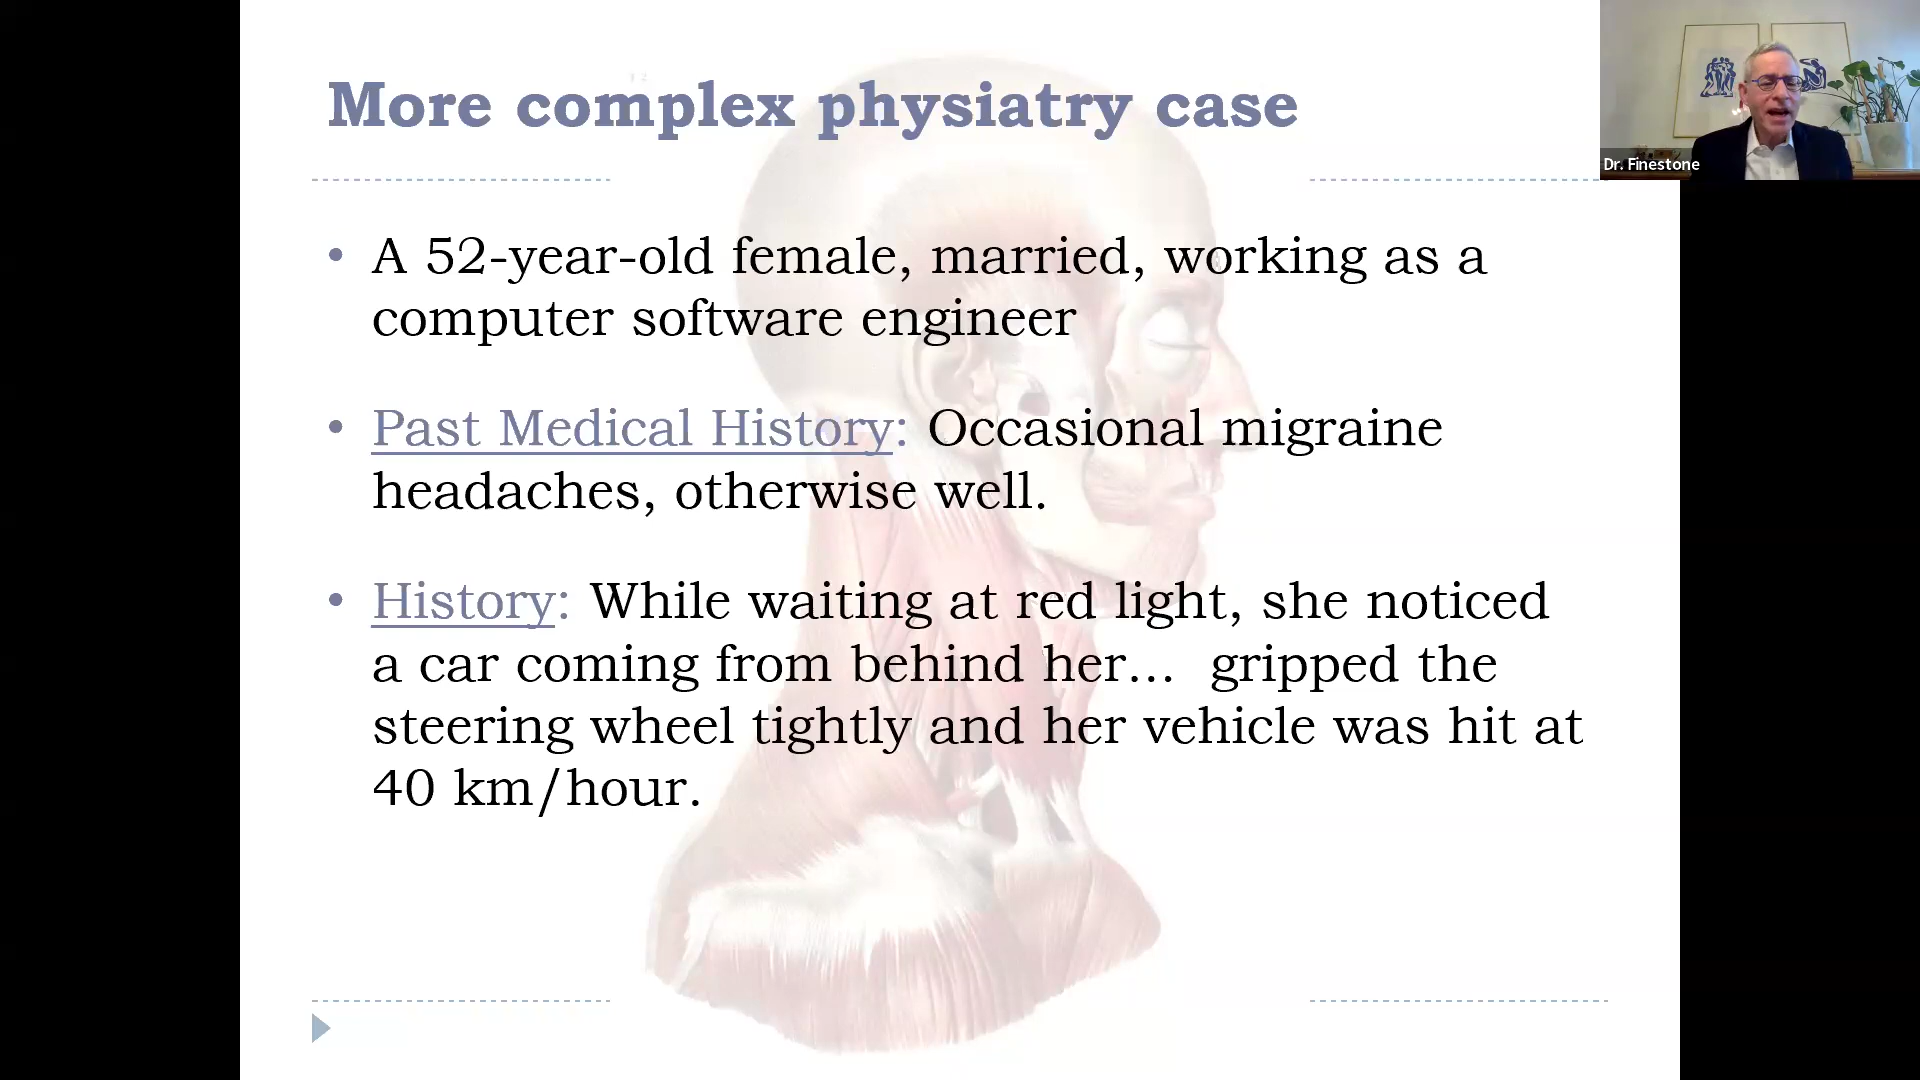 More complex physiatry case
Dr. Finestone
• A 52-year-old female, married, working as a
computer software engineer
• Past Medical History: Occasional migraine
headaches, otherwise well.
• History: While waiting at red light, she noticed
a car coming from behind her... gripped the
steering wheel tightly and her vehicle was hit at
40 km/hour.